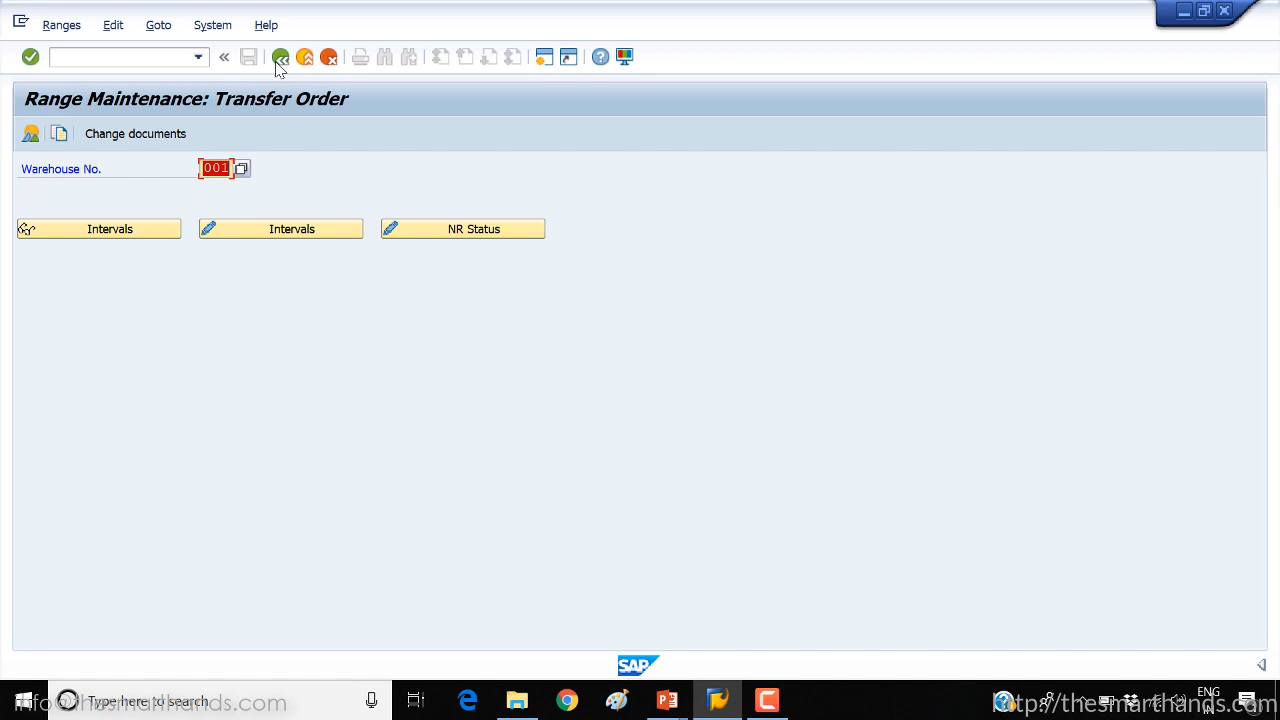 Ranges Edit Goto System Help
Range Maintenance: Transfer Order
Change documents
Warehouse No. 001
Intervals Intervals NR Status
SAP
Type here to search
ENG
IN
info@thesmarthands.com
http://thesmarthands.com